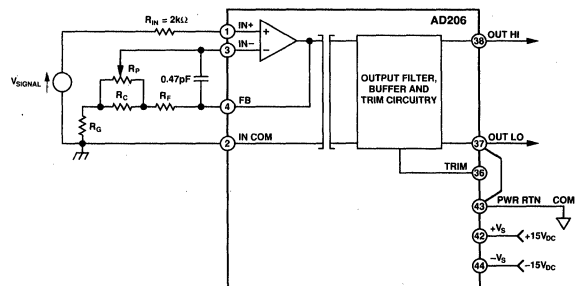 AD206
R_IN = 2kΩ
1 IN+
3 IN–
+
–
38 OUT HI
V_SIGNAL
R_P
0.47pF
R_C
R_F
4 FB
R_G
2 IN COM
OUTPUT FILTER,
BUFFER AND
TRIM CIRCUITRY
37 OUT LO
TRIM 36
43 PWR RTN COM
42 +V_S +15V_DC
44 –V_S –15V_DC